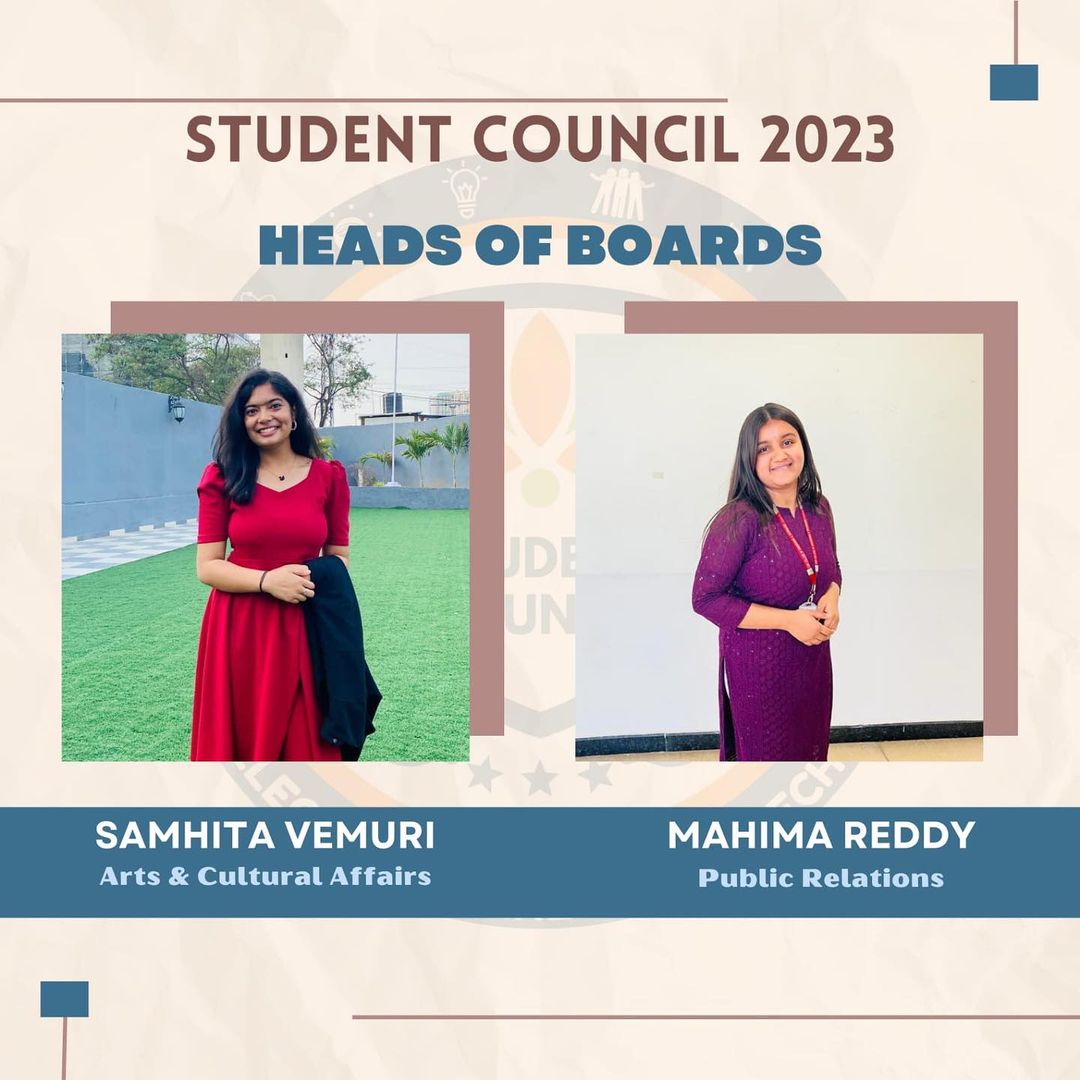 STUDENT COUNCIL 2023
HEADS OF BOARDS
SAMHITA VEMURI
Arts & Cultural Affairs
MAHIMA REDDY
Public Relations